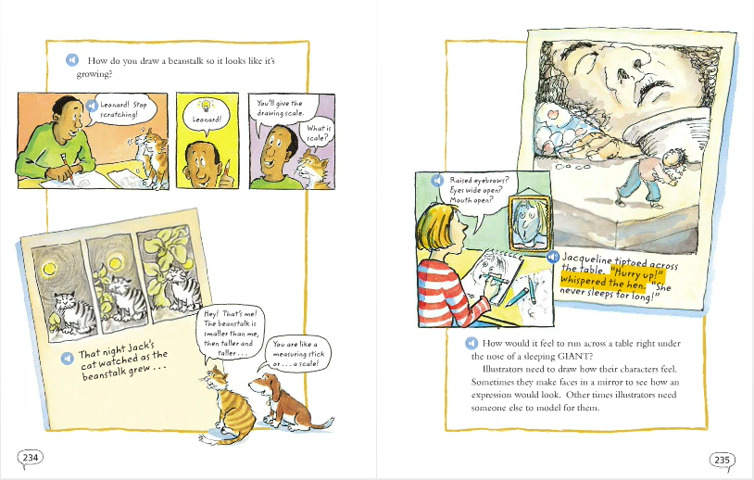 How do you draw a beanstalk so it looks like it's
growing?
Leonard! Stop
scratching!
Leonard!
You'll give the
drawing scale.
What is
scale?
That night Jack's
cat watched as the
beanstalk grew...
Hey! That's me!
The beanstalk is
smaller than me,
then taller and
taller...
You are like a
measuring stick
or...a scale!
234
Raised eyebrows?
Eyes wide open?
Mouth open?
Jacqueline tiptoed across
the table. "Hurry up!"
whispered the hen. "She
never sleeps for long!"
How would it feel to run across a table right under
the nose of a sleeping GIANT?
Illustrators need to draw how their characters feel.
Sometimes they make faces in a mirror to see how an
expression would look. Other times illustrators need
someone else to model for them.
235